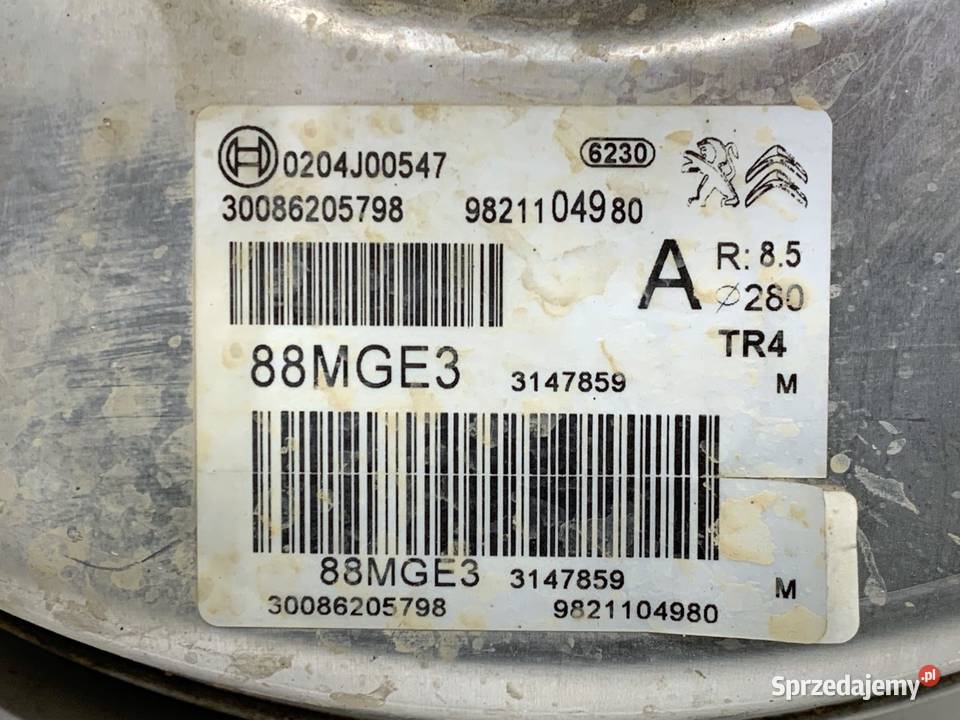 0204J00547 6230
30086205798 9821104980
A R: 8.5
⌀280
TR4
88MGE3 3147859 M
88MGE3 3147859 M
30086205798 9821104980
Sprzedajemy.pl